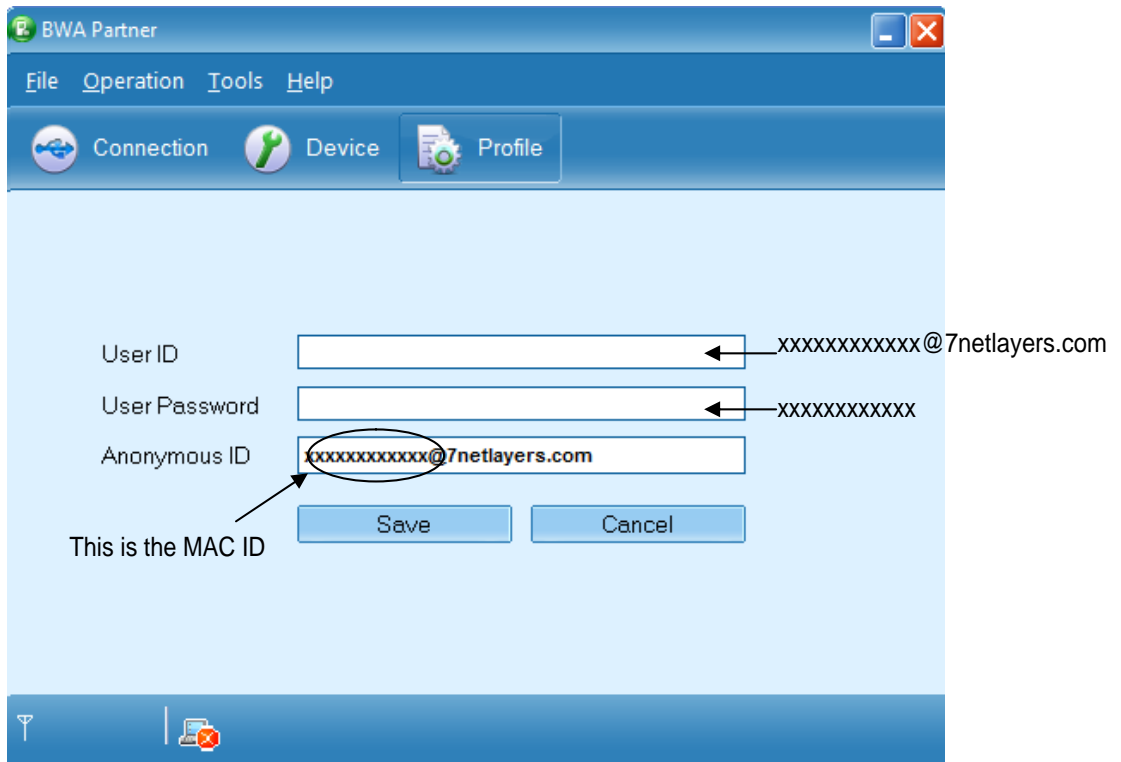 BWA Partner
File Operation Tools Help
Connection Device Profile
User ID
xxxxxxxxxxxx@7netlayers.com
User Password
xxxxxxxxxxxx
Anonymous ID xxxxxxxxxxxx@7netlayers.com
Save Cancel
This is the MAC ID